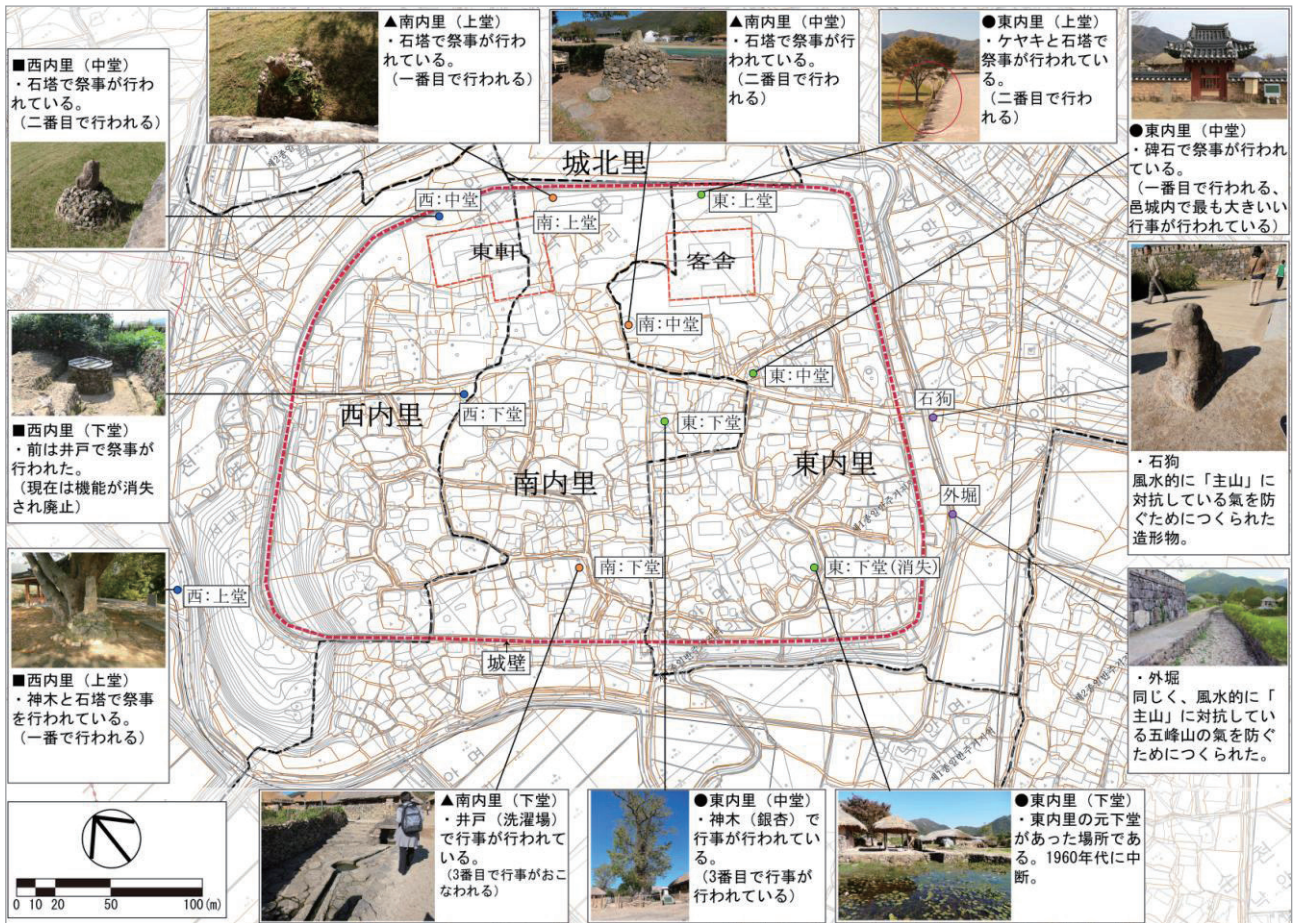 ■西内里（中堂）
・石塔で祭事が行わ
れている。
（二番目で行われる）
▲南内里（上堂）
・石塔で祭事が行わ
れている。
（一番目で行われる）
▲南内里（中堂）
・石塔で祭事が行
われている。
（二番目で行わ
れる）
●東内里（上堂）
・ケヤキと石塔で
祭事が行われてい
る。
（二番目で行わ
れる）
●東内里（中堂）
・碑石で祭事が行われ
ている。
（一番目で行われる、
邑城内で最も大きいい
行事が行われている）
城北里
西：中堂
南：上堂
東：上堂
東軒
客舎
南：中堂
東：中堂
西内里
西：下堂
東：下堂
石狗
南内里
東内里
外堀
南：下堂
東：下堂（消失）
西：上堂
城壁
■西内里（下堂）
・前は井戸で祭事が
行われた。
（現在は機能が消失
され廃止）
■西内里（上堂）
・神木と石塔で祭事
を行われている。
（一番で行われる）
・石狗
風水的に「主山」に
対抗している氣を防
ぐためにつくられた
造形物。
・外堀
同じく、風水的に「
主山」に対抗してい
る五峰山の氣を防ぐ
ためにつくられた。
0 10 20 50 100 (m)
▲南内里（下堂）
・井戸（洗濯場）
で行事が行われて
いる。
（3番目で行事がおこ
なわれる）
●東内里（中堂）
・神木（銀杏）で
行事が行われてい
る。
（3番目で行事が
行われている）
●東内里（下堂）
・東内里の元下堂
があった場所であ
る。1960年代に中
断。